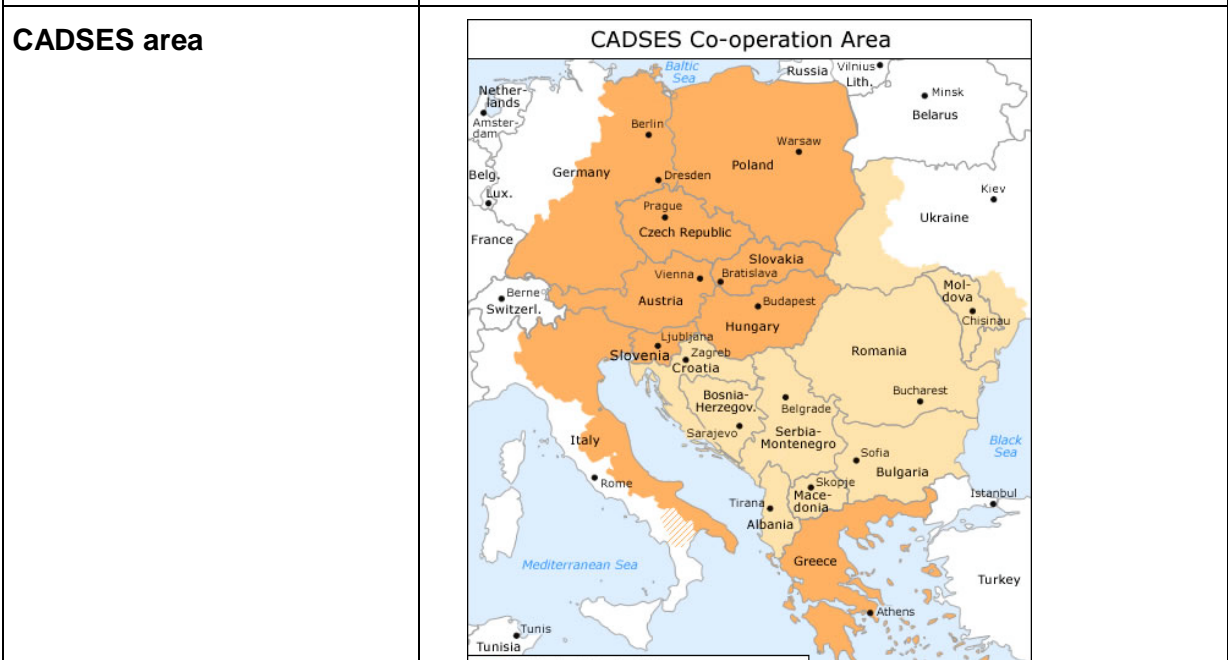 CADSES area
CADSES Co-operation Area
Baltic
Sea
Russia
Vilnius
Lith.
Minsk
Belarus
Nether-
lands
Amster-
dam
Berlin
Warsaw
Poland
Belg.
Germany
Dresden
Lux.
Kiev
Ukraine
Prague
Czech Republic
France
Slovakia
Vienna
Bratislava
Mol-
dova
Berne
Switzerl.
Austria
Budapest
Chisinau
Hungary
Ljubljana
Slovenia
Zagreb
Croatia
Romania
Bosnia-
Herzegov.
Belgrade
Bucharest
Sarajevo
Serbia-
Montenegro
Italy
Sofia
Bulgaria
Black
Sea
Rome
Skopje
Mace-
donia
Istanbul
Tirana
Albania
Mediterranean Sea
Greece
Turkey
Athens
Tunis
Tunisia